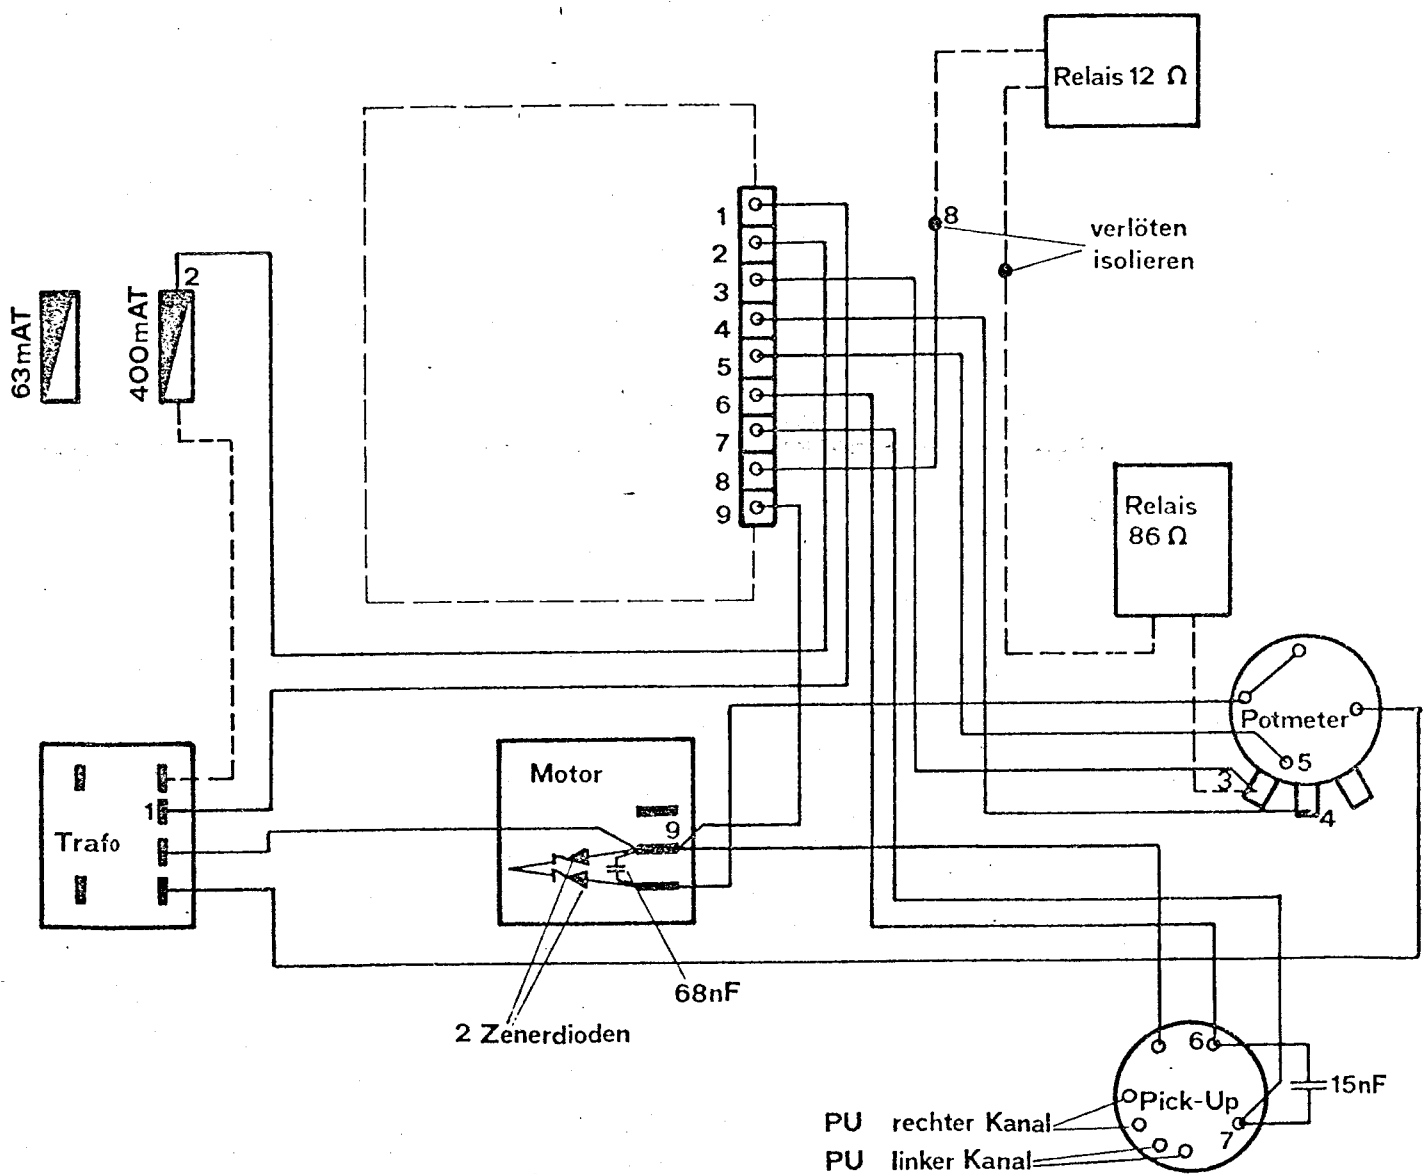 Relais 12 Ω
1
2
3
4
5
6
7
8
9
8
verlöten
isolieren
2
63mAT
400mAT
Relais
86 Ω
Potmeter
5
3
4
Trafo
1
Motor
9
68nF
2 Zenerdioden
6
Pick-Up
7
15nF
PU rechter Kanal
PU linker Kanal